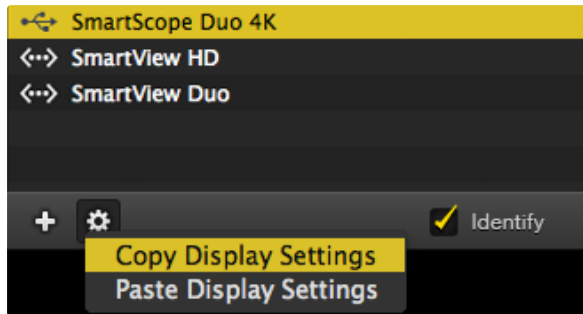 SmartScope Duo 4K
SmartView HD
SmartView Duo
Identify
Copy Display Settings
Paste Display Settings